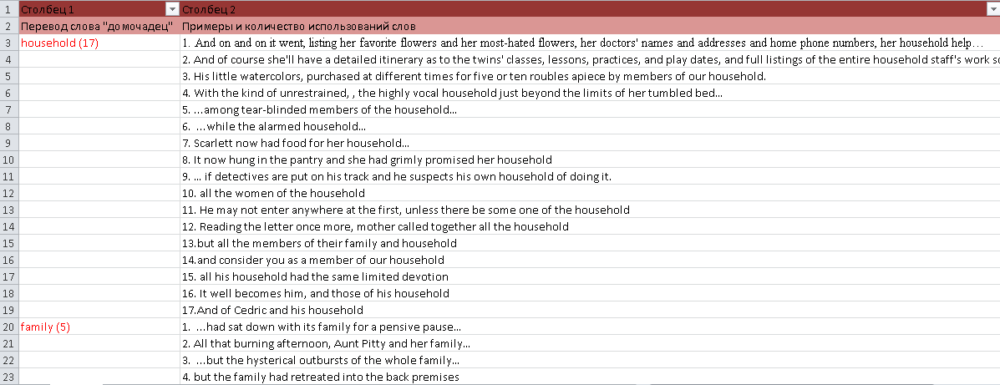 1 Столбец 1 Столбец 2
2 Перевод слова "домочадец" Примеры и количество использований слов
3 household (17) 1. And on and on it went, listing her favorite flowers and her most-hated flowers, her doctors' names and addresses and home phone numbers, her household help…
4 2. And of course she'll have a detailed itinerary as to the twins' classes, lessons, practices, and play dates, and full listings of the entire household staff's work
5 3. His little watercolors, purchased at different times for five or ten roubles apiece by members of our household.
6 4. With the kind of unrestrained, , the highly vocal household just beyond the limits of her tumbled bed…
7 5. …among tear-blinded members of the household…
8 6. …while the alarmed household…
9 7. Scarlett now had food for her household…
10 8. It now hung in the pantry and she had grimly promised her household
11 9. … if detectives are put on his track and he suspects his own household of doing it.
12 10. all the women of the household
13 11. He may not enter anywhere at the first, unless there be some one of the household
14 12. Reading the letter once more, mother called together all the household
15 13.but all the members of their family and household
16 14.and consider you as a member of our household
17 15. all his household had the same limited devotion
18 16. It well becomes him, and those of his household
19 17.And of Cedric and his household
20 family (5) 1. …had sat down with its family for a pensive pause…
21 2. All that burning afternoon, Aunt Pitty and her family…
22 3. …but the hysterical outbursts of the whole family…
23 4. but the family had retreated into the back premises